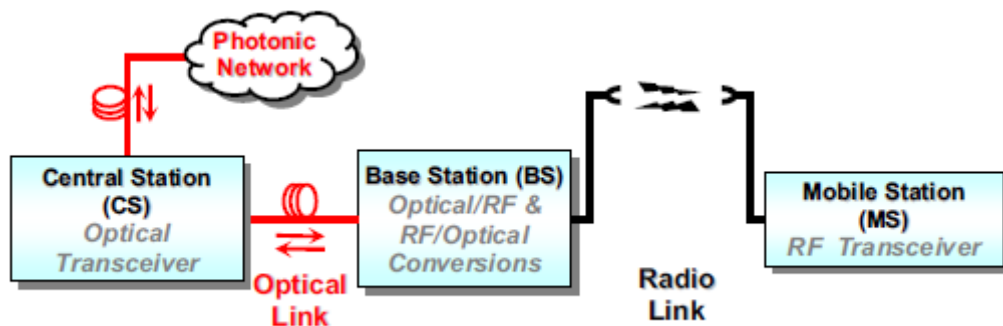 Photonic
Network
Central Station
(CS)
Optical
Transceiver
Optical
Link
Base Station (BS)
Optical/RF &
RF/Optical
Conversions
Radio
Link
Mobile Station
(MS)
RF Transceiver